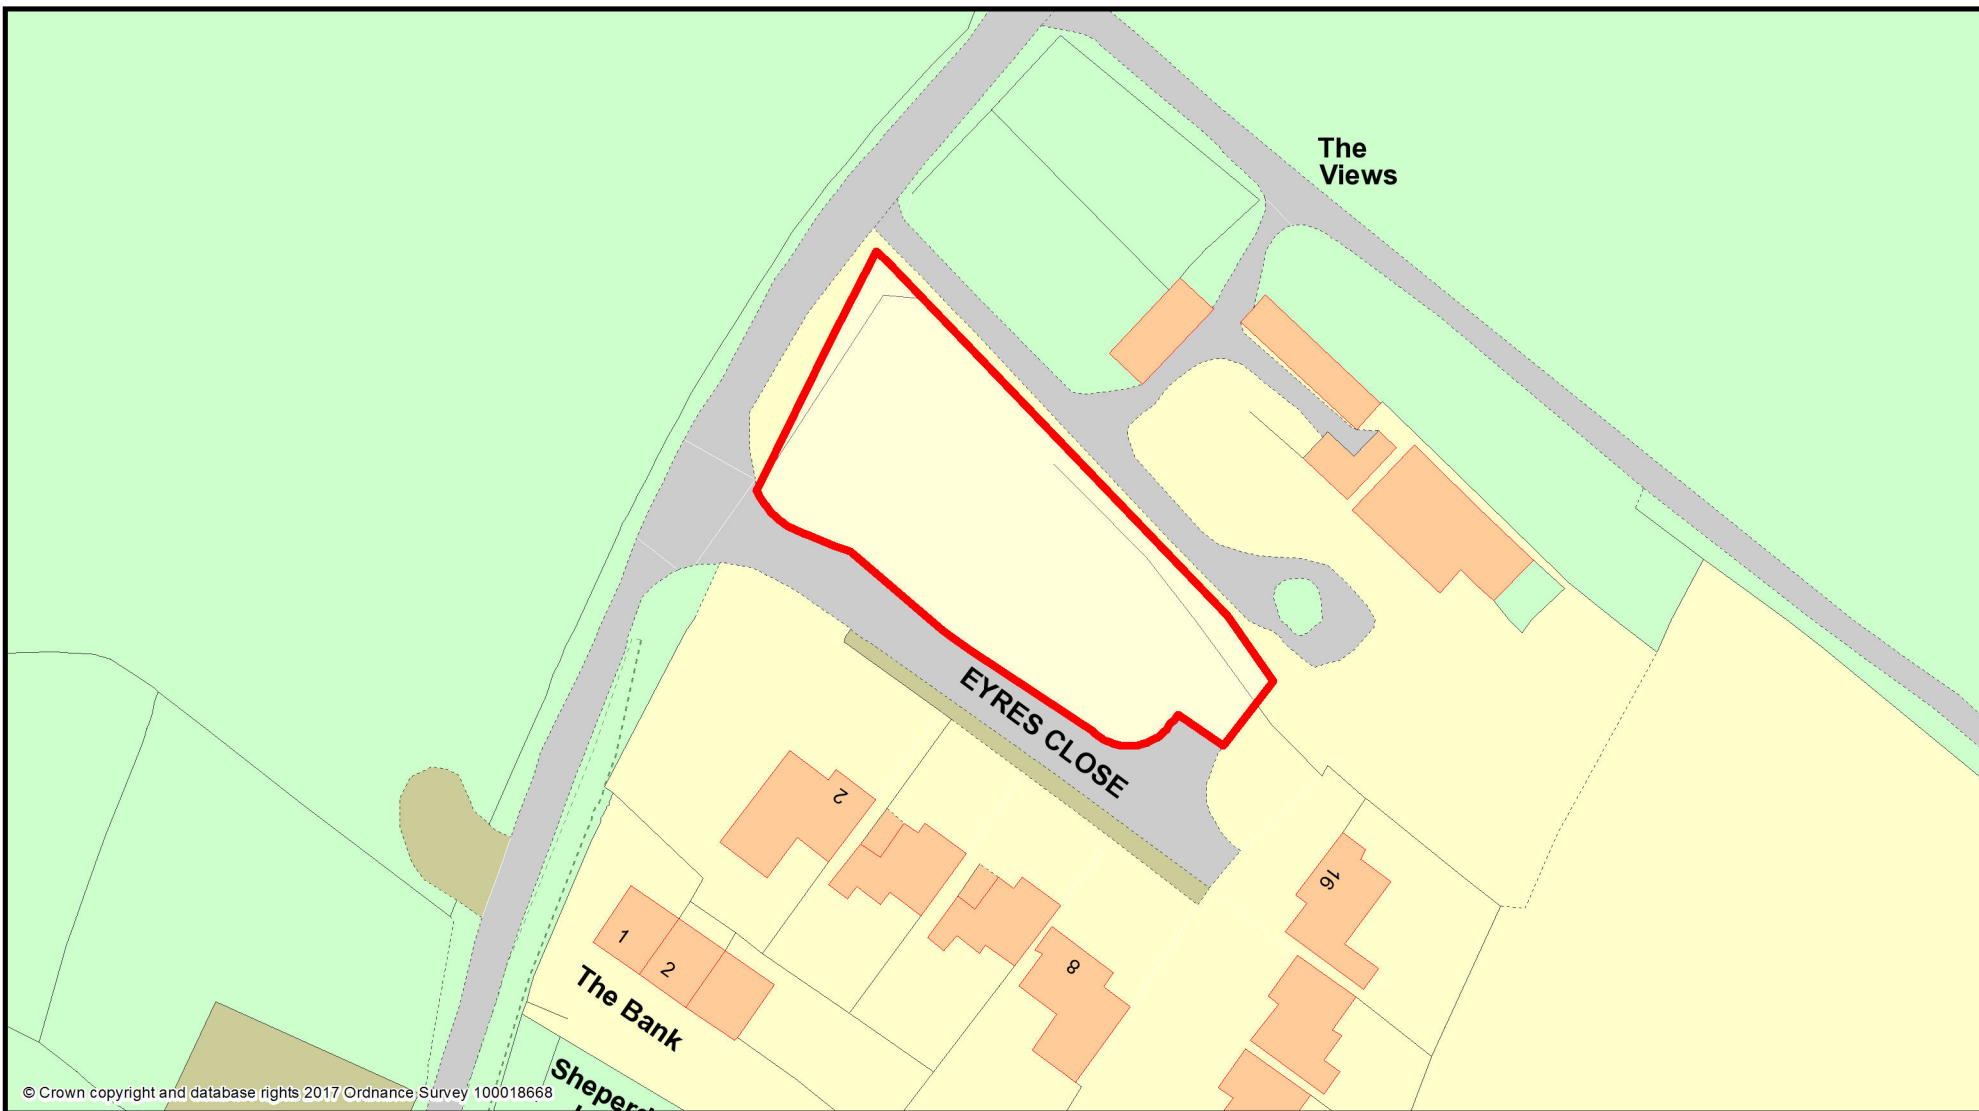 The
Views
EYRES CLOSE
2
16
1
2
8
The Bank
© Crown copyright and database rights 2017 Ordnance Survey 100018668